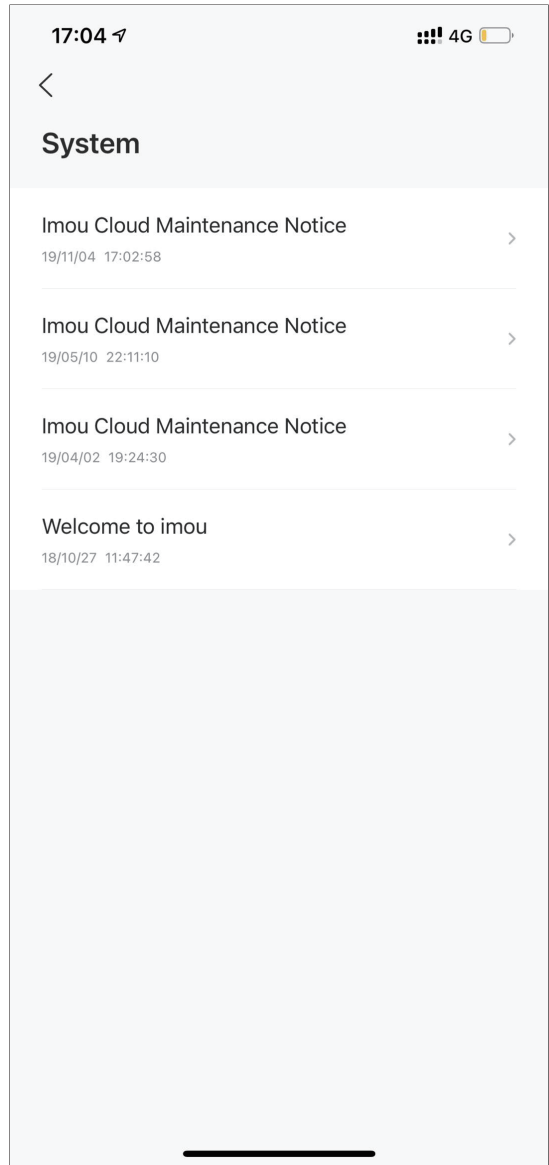 17:04
4G
System
Imou Cloud Maintenance Notice
19/11/04 17:02:58
Imou Cloud Maintenance Notice
19/05/10 22:11:10
Imou Cloud Maintenance Notice
19/04/02 19:24:30
Welcome to imou
18/10/27 11:47:42